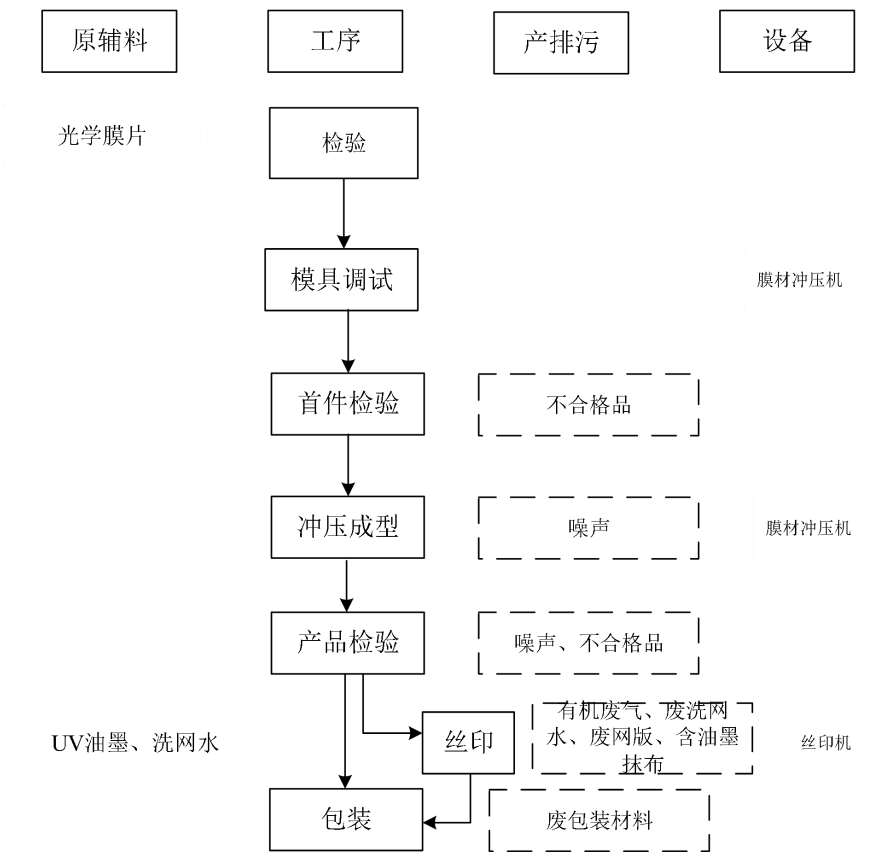 原辅料
工序
产排污
设备
光学膜片
检验
模具调试
膜材冲压机
首件检验
不合格品
冲压成型
噪声
膜材冲压机
产品检验
噪声、不合格品
UV油墨、洗网水
丝印
有机废气、废洗网
水、废网版、含油墨
抹布
丝印机
包装
废包装材料